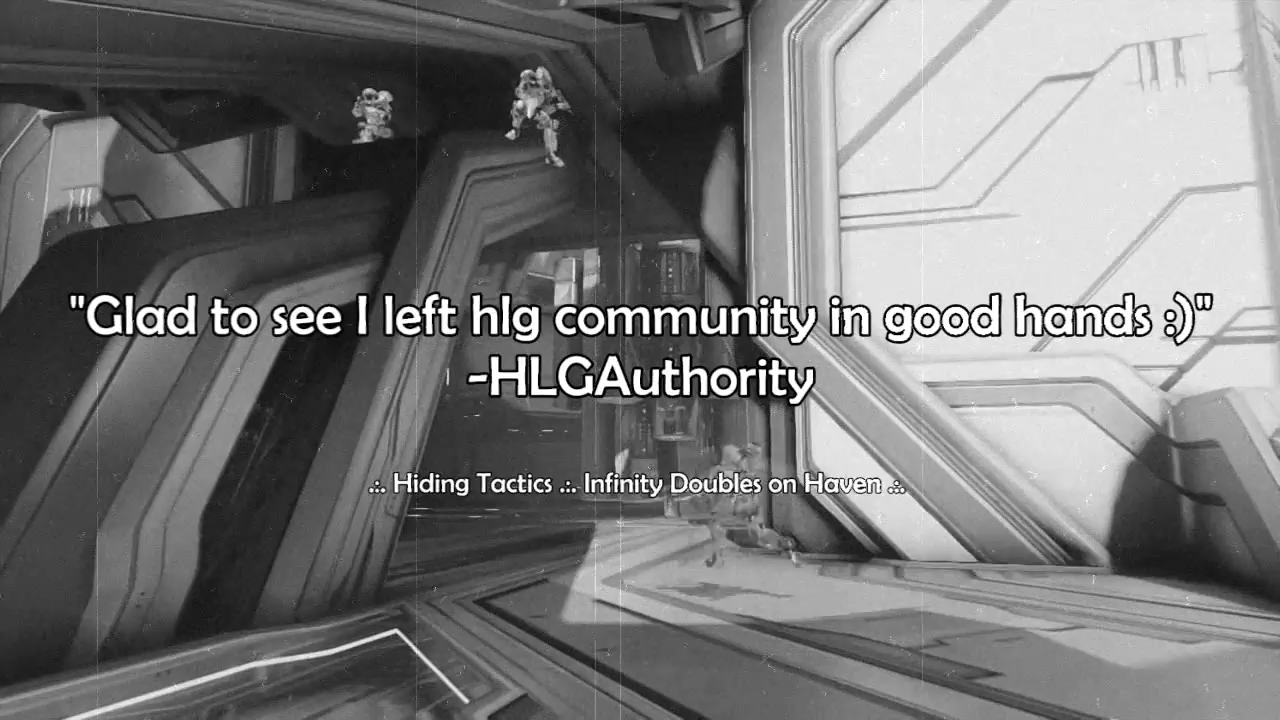 "Glad to see I left hlg community in good hands :)"
-HLGAuthority
.:. Hiding Tactics .:. Infinity Doubles on Haven .:.